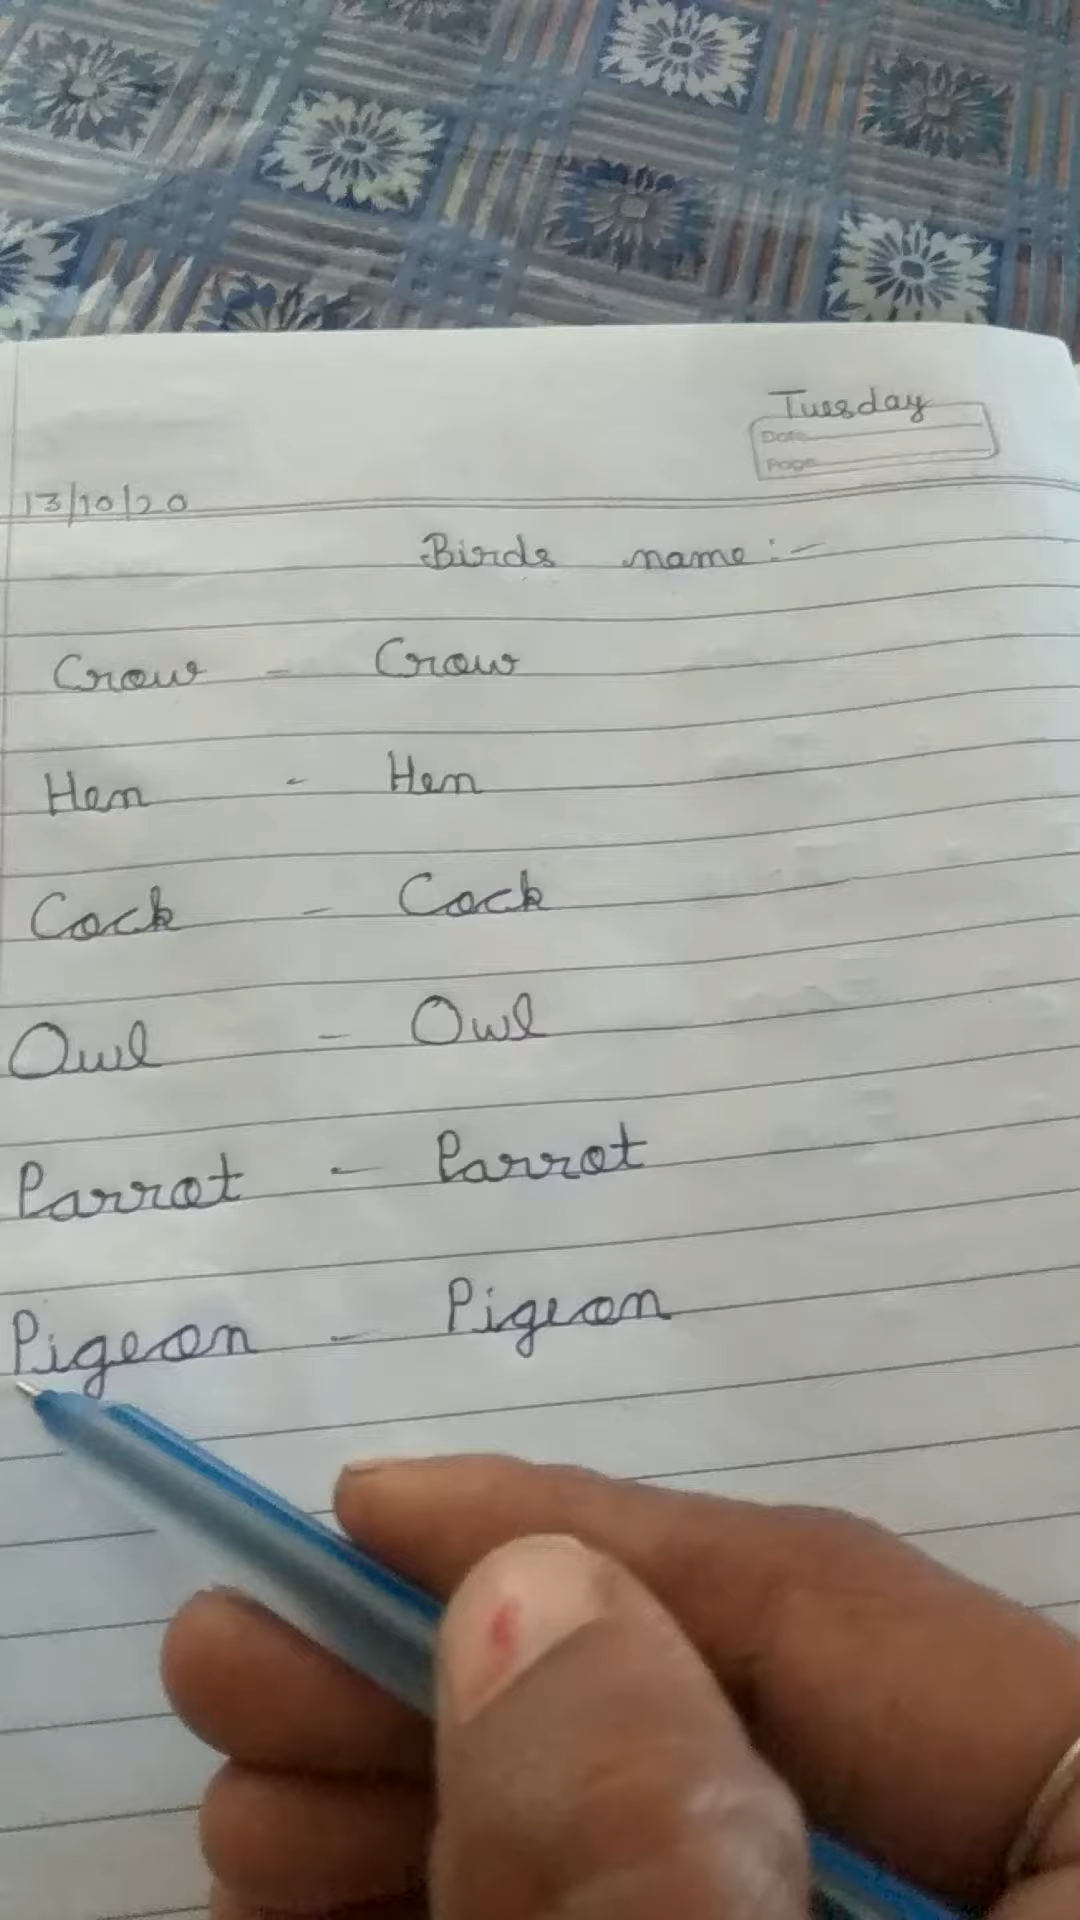 Tuesday
Date
Page
13/10/20
Birds name:-
Crow - Crow
Hen - Hen
Cock - Cock
Owl - Owl
Parrot - Parrot
Pigeon - Pigeon